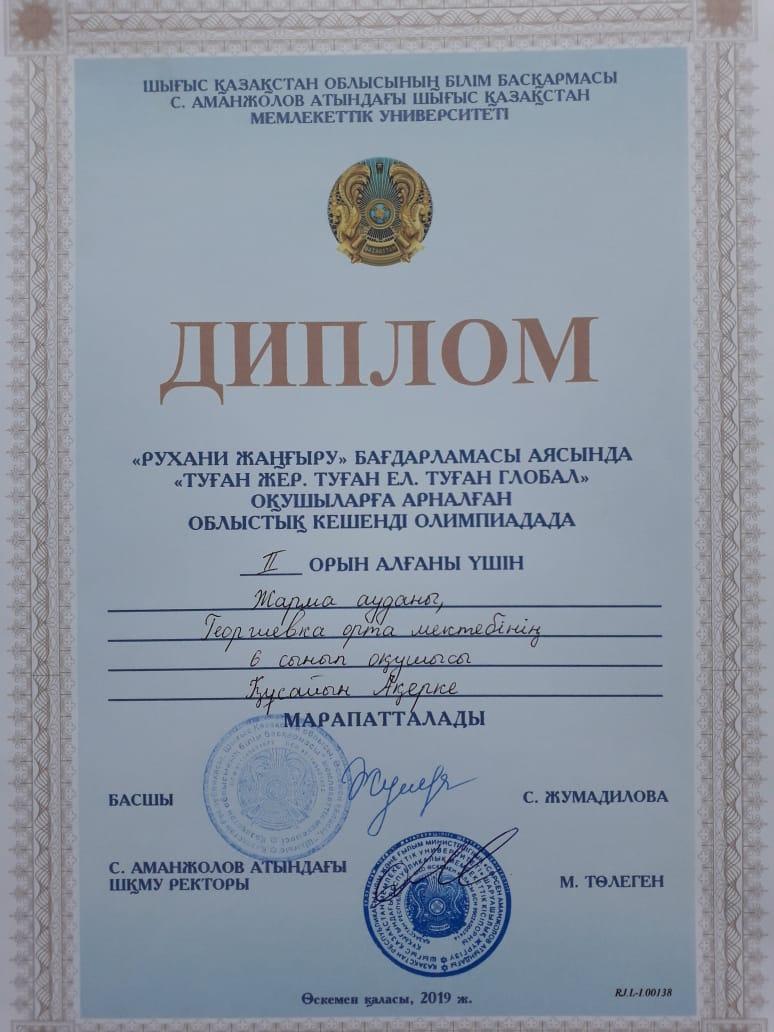 ШЫҒЫС ҚАЗАҚСТАН ОБЛЫСЫНЫҢ БІЛІМ БАСҚАРМАСЫ
С. АМАНЖОЛОВ АТЫНДАҒЫ ШЫҒЫС ҚАЗАҚСТАН
МЕМЛЕКЕТТІК УНИВЕРСИТЕТІ
ДИПЛОМ
«РУХАНИ ЖАҢҒЫРУ» БАҒДАРЛАМАСЫ АЯСЫНДА
«ТУҒАН ЖЕР. ТУҒАН ЕЛ. ТУҒАН ГЛОБАЛ»
ОҚУШЫЛАРҒА АРНАЛҒАН
ОБЛЫСТЫҚ КЕШЕНДІ ОЛИМПИАДАДА
II ОРЫН АЛҒАНЫ ҮШІН
Жарма ауданы,
Георгиевка орта мектебінің
6 сынып оқушысы
Құсайын Ақерке
МАРАПАТТАЛАДЫ
БАСШЫ С. ЖУМАДИЛОВА
С. АМАНЖОЛОВ АТЫНДАҒЫ
ШҚМУ РЕКТОРЫ М. ТӨЛЕГЕН
Өскемен қаласы, 2019 ж.
RJ.L-1.00138